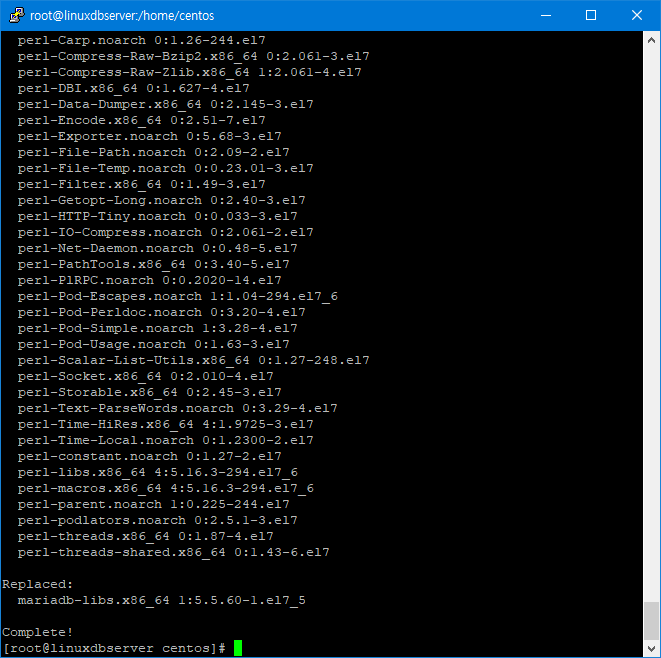 root@linuxdbserver:/home/centos
perl-Carp.noarch 0:1.26-244.el7
perl-Compress-Raw-Bzip2.x86_64 0:2.061-3.el7
perl-Compress-Raw-Zlib.x86_64 1:2.061-4.el7
perl-DBI.x86_64 0:1.627-4.el7
perl-Data-Dumper.x86_64 0:2.145-3.el7
perl-Encode.x86_64 0:2.51-7.el7
perl-Exporter.noarch 0:5.68-3.el7
perl-File-Path.noarch 0:2.09-2.el7
perl-File-Temp.noarch 0:0.23.01-3.el7
perl-Filter.x86_64 0:1.49-3.el7
perl-Getopt-Long.noarch 0:2.40-3.el7
perl-HTTP-Tiny.noarch 0:0.033-3.el7
perl-IO-Compress.noarch 0:2.061-2.el7
perl-Net-Daemon.noarch 0:0.48-5.el7
perl-PathTools.x86_64 0:3.40-5.el7
perl-PlRPC.noarch 0:0.2020-14.el7
perl-Pod-Escapes.noarch 1:1.04-294.el7_6
perl-Pod-Perldoc.noarch 0:3.20-4.el7
perl-Pod-Simple.noarch 1:3.28-4.el7
perl-Pod-Usage.noarch 0:1.63-3.el7
perl-Scalar-List-Utils.x86_64 0:1.27-248.el7
perl-Socket.x86_64 0:2.010-4.el7
perl-Storable.x86_64 0:2.45-3.el7
perl-Text-ParseWords.noarch 0:3.29-4.el7
perl-Time-HiRes.x86_64 4:1.9725-3.el7
perl-Time-Local.noarch 0:1.2300-2.el7
perl-constant.noarch 0:1.27-2.el7
perl-libs.x86_64 4:5.16.3-294.el7_6
perl-macros.x86_64 4:5.16.3-294.el7_6
perl-parent.noarch 1:0.225-244.el7
perl-podlators.noarch 0:2.5.1-3.el7
perl-threads.x86_64 0:1.87-4.el7
perl-threads-shared.x86_64 0:1.43-6.el7
Replaced:
mariadb-libs.x86_64 1:5.5.60-1.el7_5
Complete!
[root@linuxdbserver centos]#